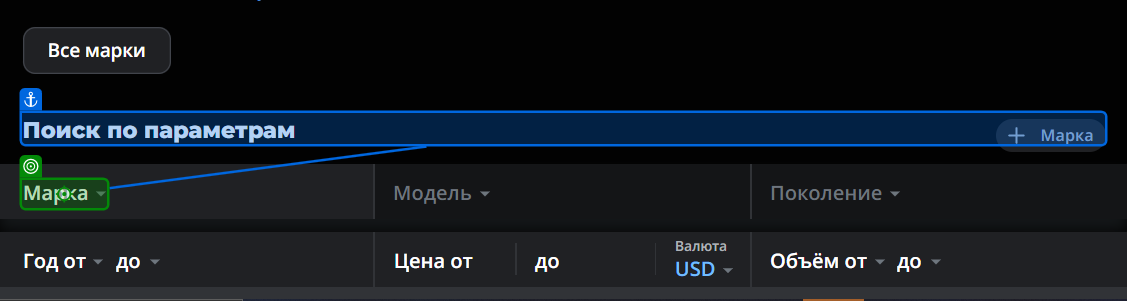 Все марки
Поиск по параметрам
Марка
Марка Модель Поколение
Валюта
Год от до Цена от до USD Объём от до